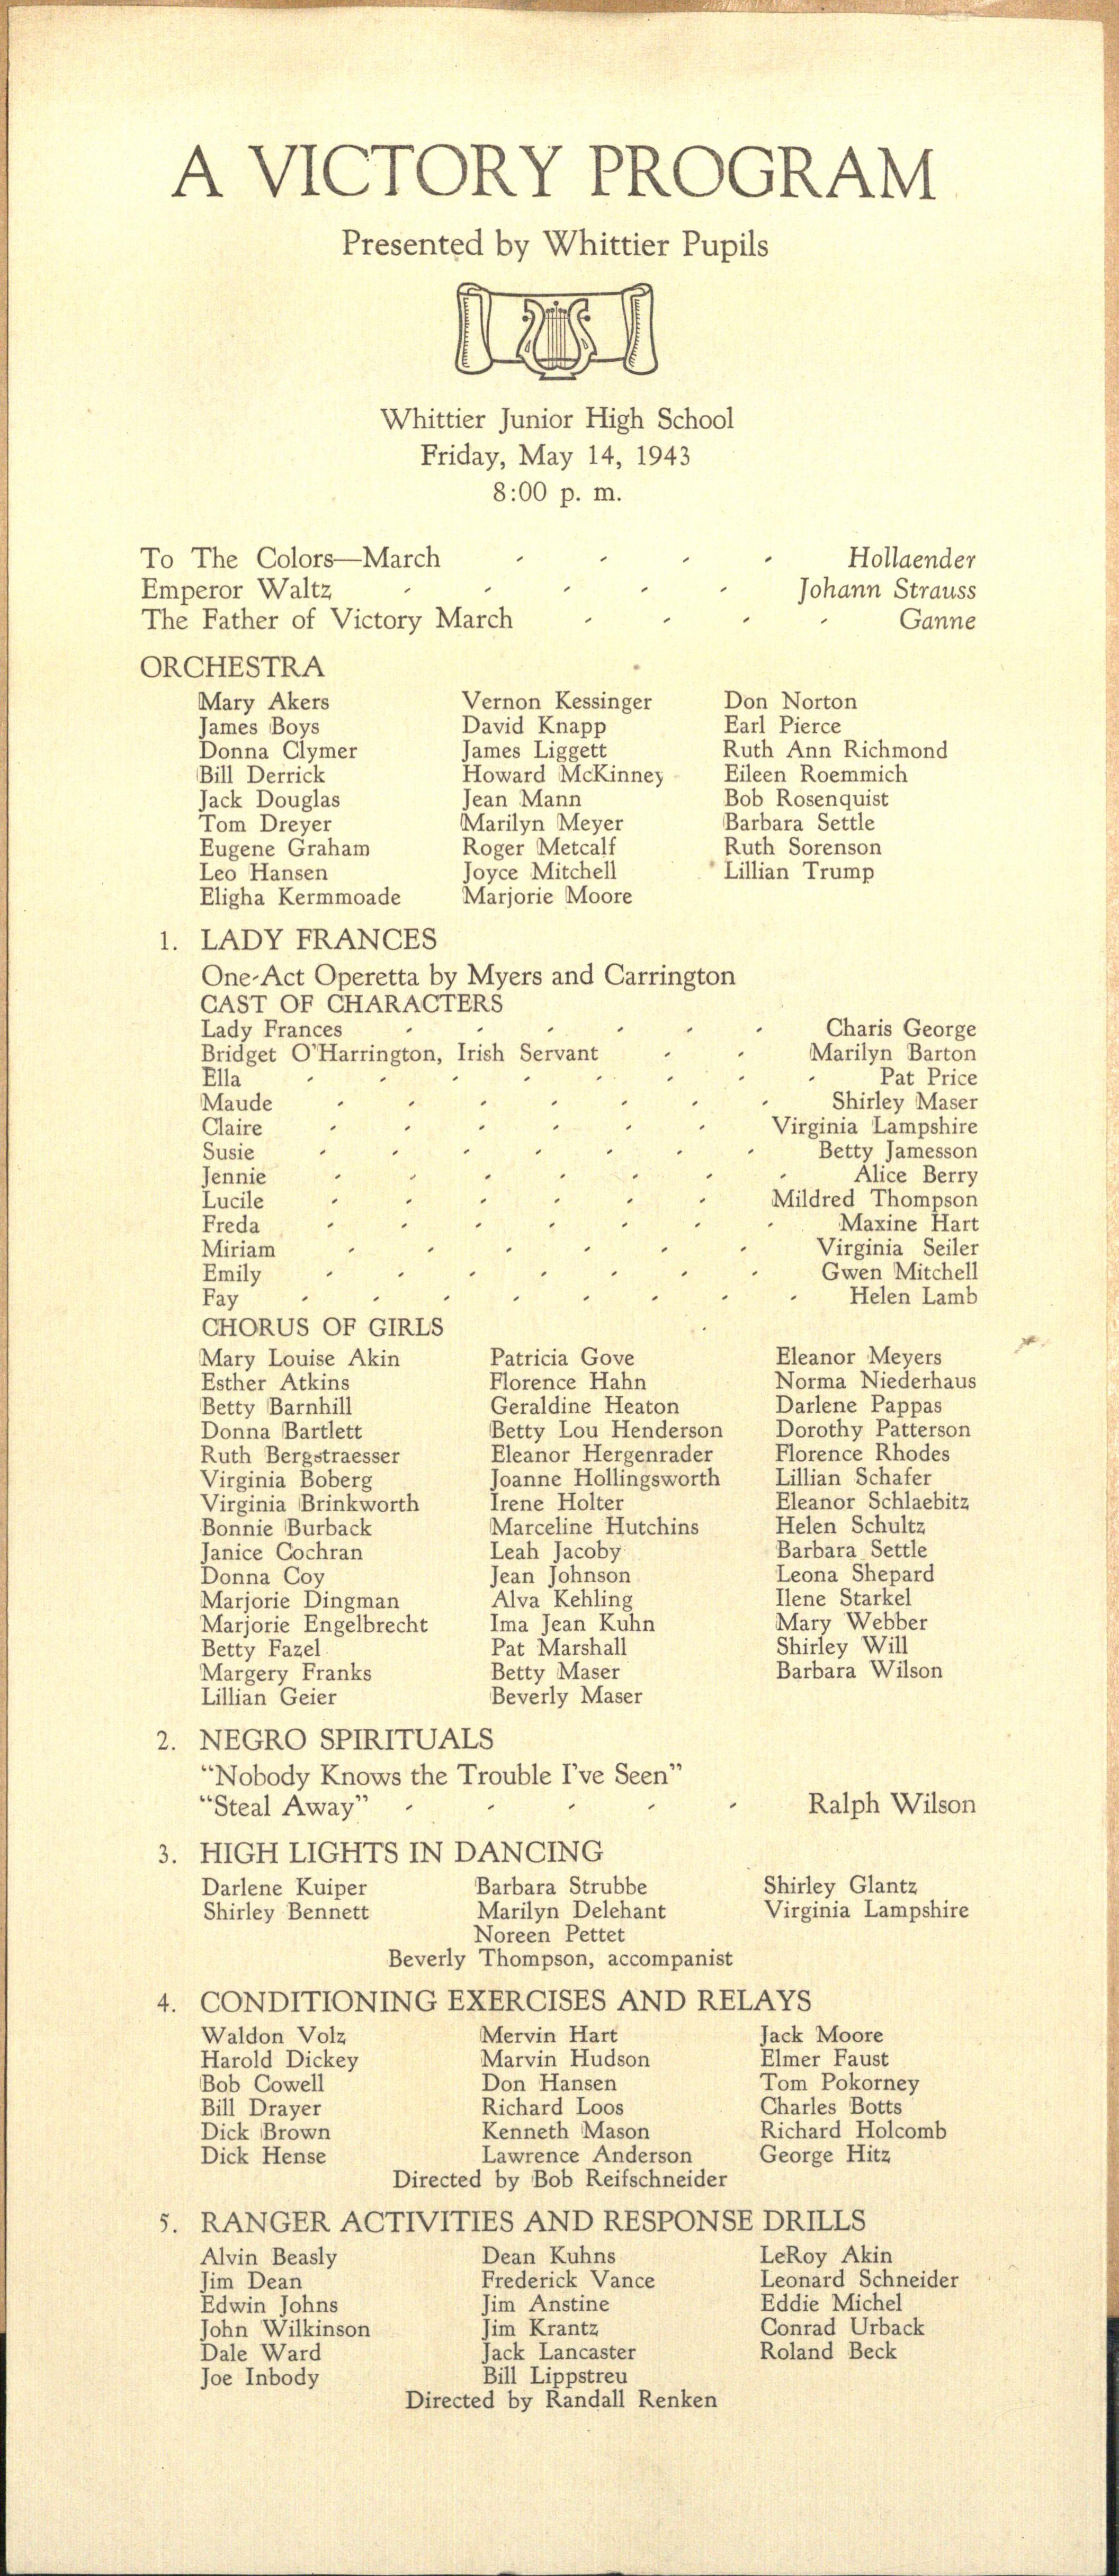 A VICTORY PROGRAM
Presented by Whittier Pupils
Whittier Junior High School
Friday, May 14, 1943
8:00 p. m.
To The Colors—March - - - - Hollaender
Emperor Waltz - - - - - Johann Strauss
The Father of Victory March - - - - Ganne
ORCHESTRA
Mary Akers Vernon Kessinger Don Norton
James Boys David Knapp Earl Pierce
Donna Clymer James Liggett Ruth Ann Richmond
Bill Derrick Howard McKinney Eileen Roemmich
Jack Douglas Jean Mann Bob Rosenquist
Tom Dreyer Marilyn Meyer Barbara Settle
Eugene Graham Roger Metcalf Ruth Sorenson
Leo Hansen Joyce Mitchell Lillian Trump
Eligha Kermmoade Marjorie Moore
1. LADY FRANCES
One-Act Operetta by Myers and Carrington
CAST OF CHARACTERS
Lady Frances - - - - - - Charis George
Bridget O'Harrington, Irish Servant - - Marilyn Barton
Ella - - - - - - - - Pat Price
Maude - - - - - - - Shirley Maser
Claire - - - - - - Virginia Lampshire
Susie - - - - - - - Betty Jamesson
Jennie - - - - - - - Alice Berry
Lucile - - - - - - Mildred Thompson
Freda - - - - - - - Maxine Hart
Miriam - - - - - - Virginia Seiler
Emily - - - - - - - Gwen Mitchell
Fay - - - - - - - - Helen Lamb
CHORUS OF GIRLS
Mary Louise Akin Patricia Gove Eleanor Meyers
Esther Atkins Florence Hahn Norma Niederhaus
Betty Barnhill Geraldine Heaton Darlene Pappas
Donna Bartlett Betty Lou Henderson Dorothy Patterson
Ruth Bergstraesser Eleanor Hergenrader Florence Rhodes
Virginia Boberg Joanne Hollingsworth Lillian Schafer
Virginia Brinkworth Irene Holter Eleanor Schlaebitz
Bonnie Burback Marceline Hutchins Helen Schultz
Janice Cochran Leah Jacoby Barbara Settle
Donna Coy Jean Johnson Leona Shepard
Marjorie Dingman Alva Kehling Ilene Starkel
Marjorie Engelbrecht Ima Jean Kuhn Mary Webber
Betty Fazel Pat Marshall Shirley Will
Margery Franks Betty Maser Barbara Wilson
Lillian Geier Beverly Maser
2. NEGRO SPIRITUALS
"Nobody Knows the Trouble I've Seen"
"Steal Away" - - - - - Ralph Wilson
3. HIGH LIGHTS IN DANCING
Darlene Kuiper Barbara Strubbe Shirley Glantz
Shirley Bennett Marilyn Delehant Virginia Lampshire
Noreen Pettet
Beverly Thompson, accompanist
4. CONDITIONING EXERCISES AND RELAYS
Waldon Volz Mervin Hart Jack Moore
Harold Dickey Marvin Hudson Elmer Faust
Bob Cowell Don Hansen Tom Pokorney
Bill Drayer Richard Loos Charles Botts
Dick Brown Kenneth Mason Richard Holcomb
Dick Hense Lawrence Anderson George Hitz
Directed by Bob Reifschneider
5. RANGER ACTIVITIES AND RESPONSE DRILLS
Alvin Beasly Dean Kuhns LeRoy Akin
Jim Dean Frederick Vance Leonard Schneider
Edwin Johns Jim Anstine Eddie Michel
John Wilkinson Jim Krantz Conrad Urback
Dale Ward Jack Lancaster Roland Beck
Joe Inbody Bill Lippstreu
Directed by Randall Renken